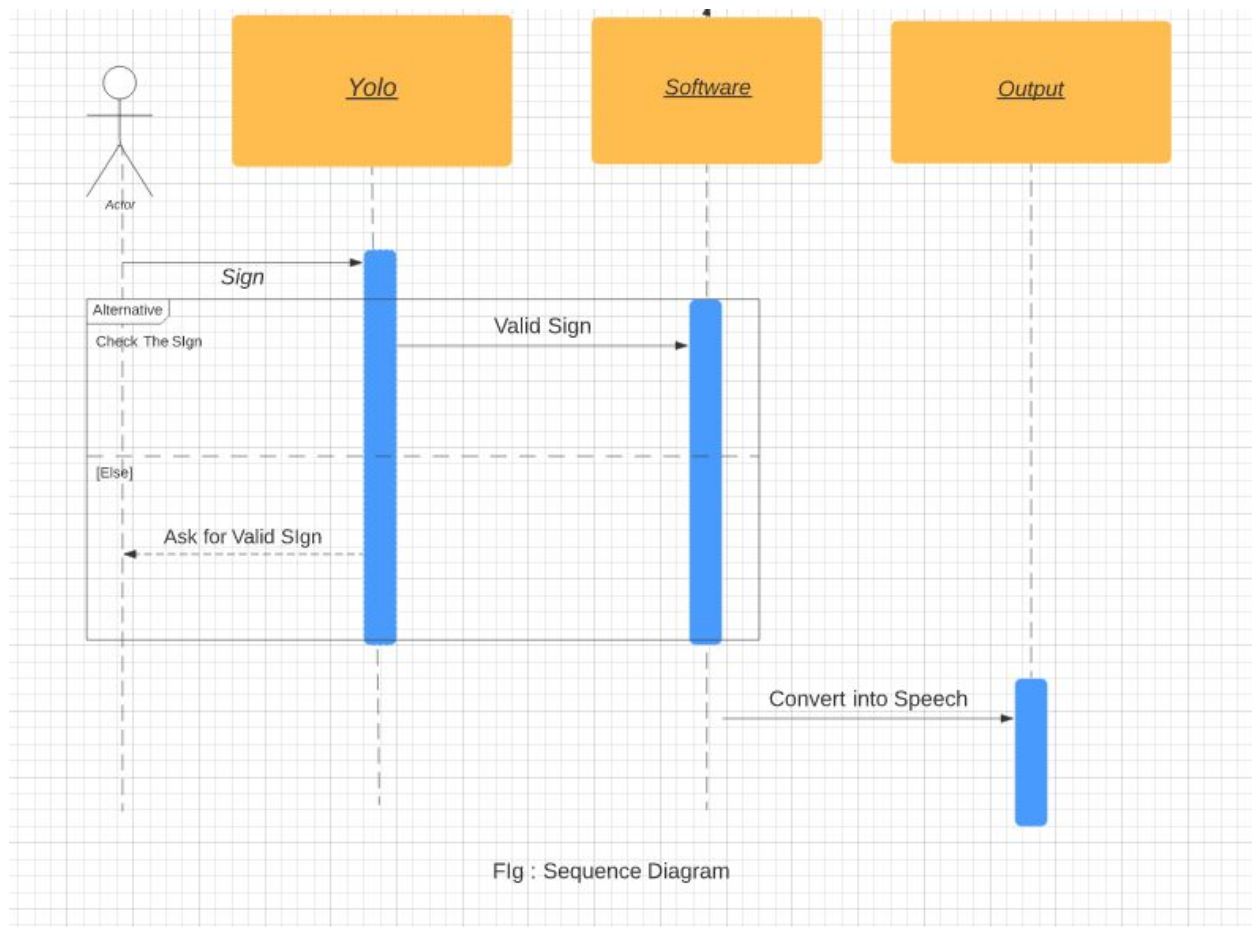 Yolo
Software
Output
Actor
Sign
Alternative
Valid Sign
Check The SIgn
[Else]
Ask for Valid SIgn
Convert into Speech
FIg : Sequence Diagram